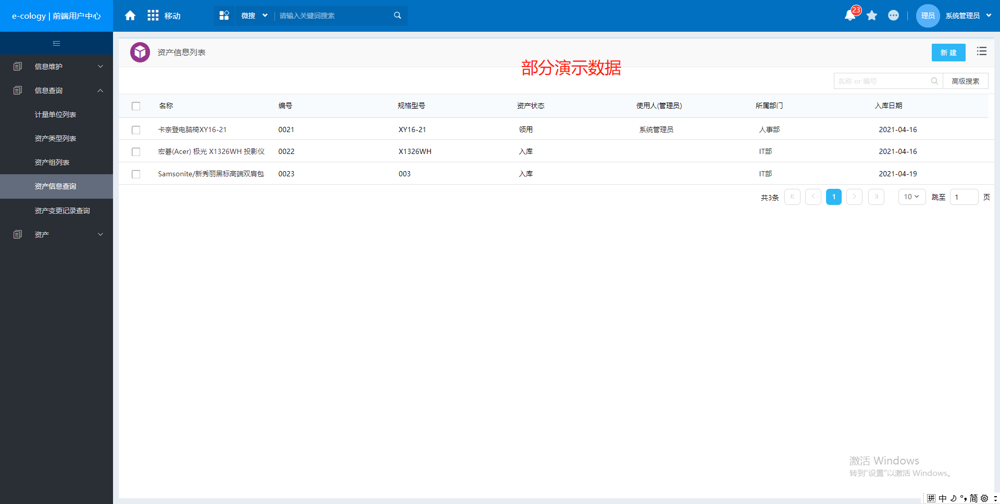 e-cology | 前端用户中心
移动
微搜
请输入关键词搜索
23
理员
系统管理员
信息维护
信息查询
计量单位列表
资产类型列表
资产组列表
资产信息查询
资产变更记录查询
资产
资产信息列表
新 建
部分演示数据
名称 or 编号
高级搜索
名称 编号 规格型号 资产状态 使用人(管理员) 所属部门 入库日期
卡奈登电脑椅XY16-21 0021 XY16-21 领用 系统管理员 人事部 2021-04-16
宏碁(Acer) 极光 X1326WH 投影仪 0022 X1326WH 入库 IT部 2021-04-16
Samsonite/新秀丽黑标高端双肩包 0023 003 入库 IT部 2021-04-19
共3条 1 10 跳至 1 页
激活 Windows
转到"设置"以激活 Windows。
拼 中 简